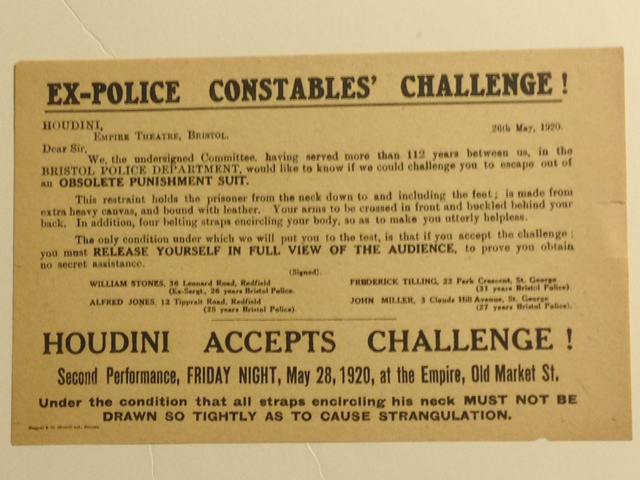 EX-POLICE CONSTABLES' CHALLENGE!
HOUDINI,
EMPIRE THEATRE, BRISTOL.
26th May, 1920.
Dear Sir,
We, the undersigned Committee, having served more than 112 years between us, in the
BRISTOL POLICE DEPARTMENT, would like to know if we could challenge you to escape out of
an OBSOLETE PUNISHMENT SUIT.
This restraint holds the prisoner from the neck down to and including the feet; is made from
extra heavy canvas, and bound with leather. Your arms to be crossed in front and buckled behind your
back. In addition, four belting straps encircling your body, so as to make you utterly helpless.
The only condition under which we will put you to the test, is that if you accept the challenge;
you must RELEASE YOURSELF IN FULL VIEW OF THE AUDIENCE, to prove you obtain
no secret assistance.
(Signed).
WILLIAM STONES, 36 Leonard Road, Redfield
(Ex-Sergt., 26 years Bristol Police.
ALFRED JONES, 12 Road, Redfield
(25 years Bristol Police).
FREDERICK TILLING, 22 Park Crescent, St. George
(31 years Bristol Police).
JOHN MILLER, 3 Clouds Hill Avenue, St. George
(27 years Bristol Police).
HOUDINI ACCEPTS CHALLENGE!
Second Performance, FRIDAY NIGHT, May 28, 1920, at the Empire, Old Market St.
Under the condition that all straps encircling his neck MUST NOT BE
DRAWN SO TIGHTLY AS TO CAUSE STRANGULATION.